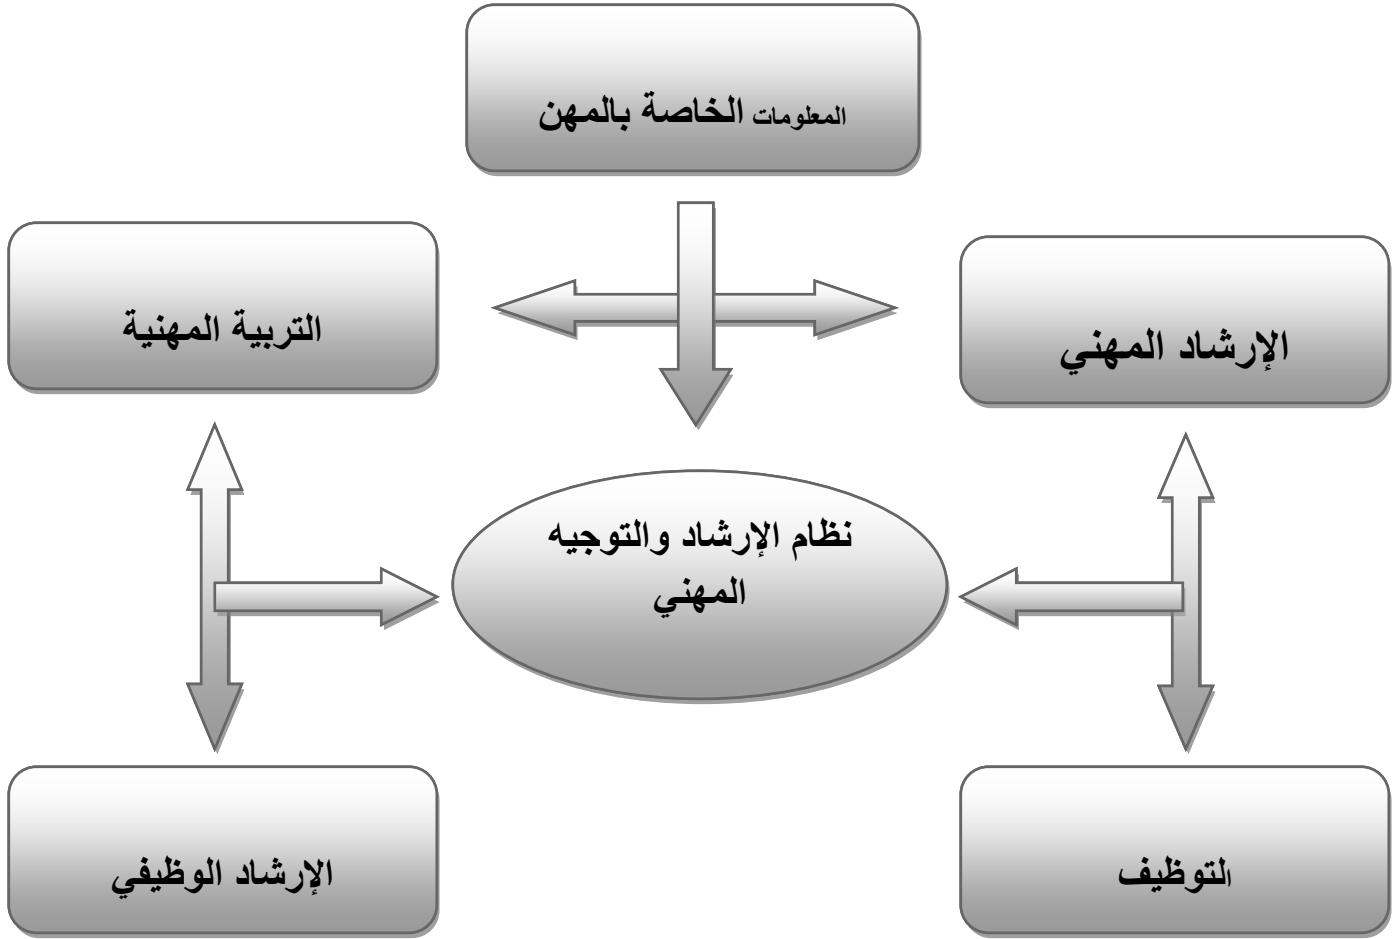 المعلومات الخاصة بالمهن
الإرشاد المهني
التربية المهنية
نظام الإرشاد والتوجيه
المهني
التوظيف
الإرشاد الوظيفي